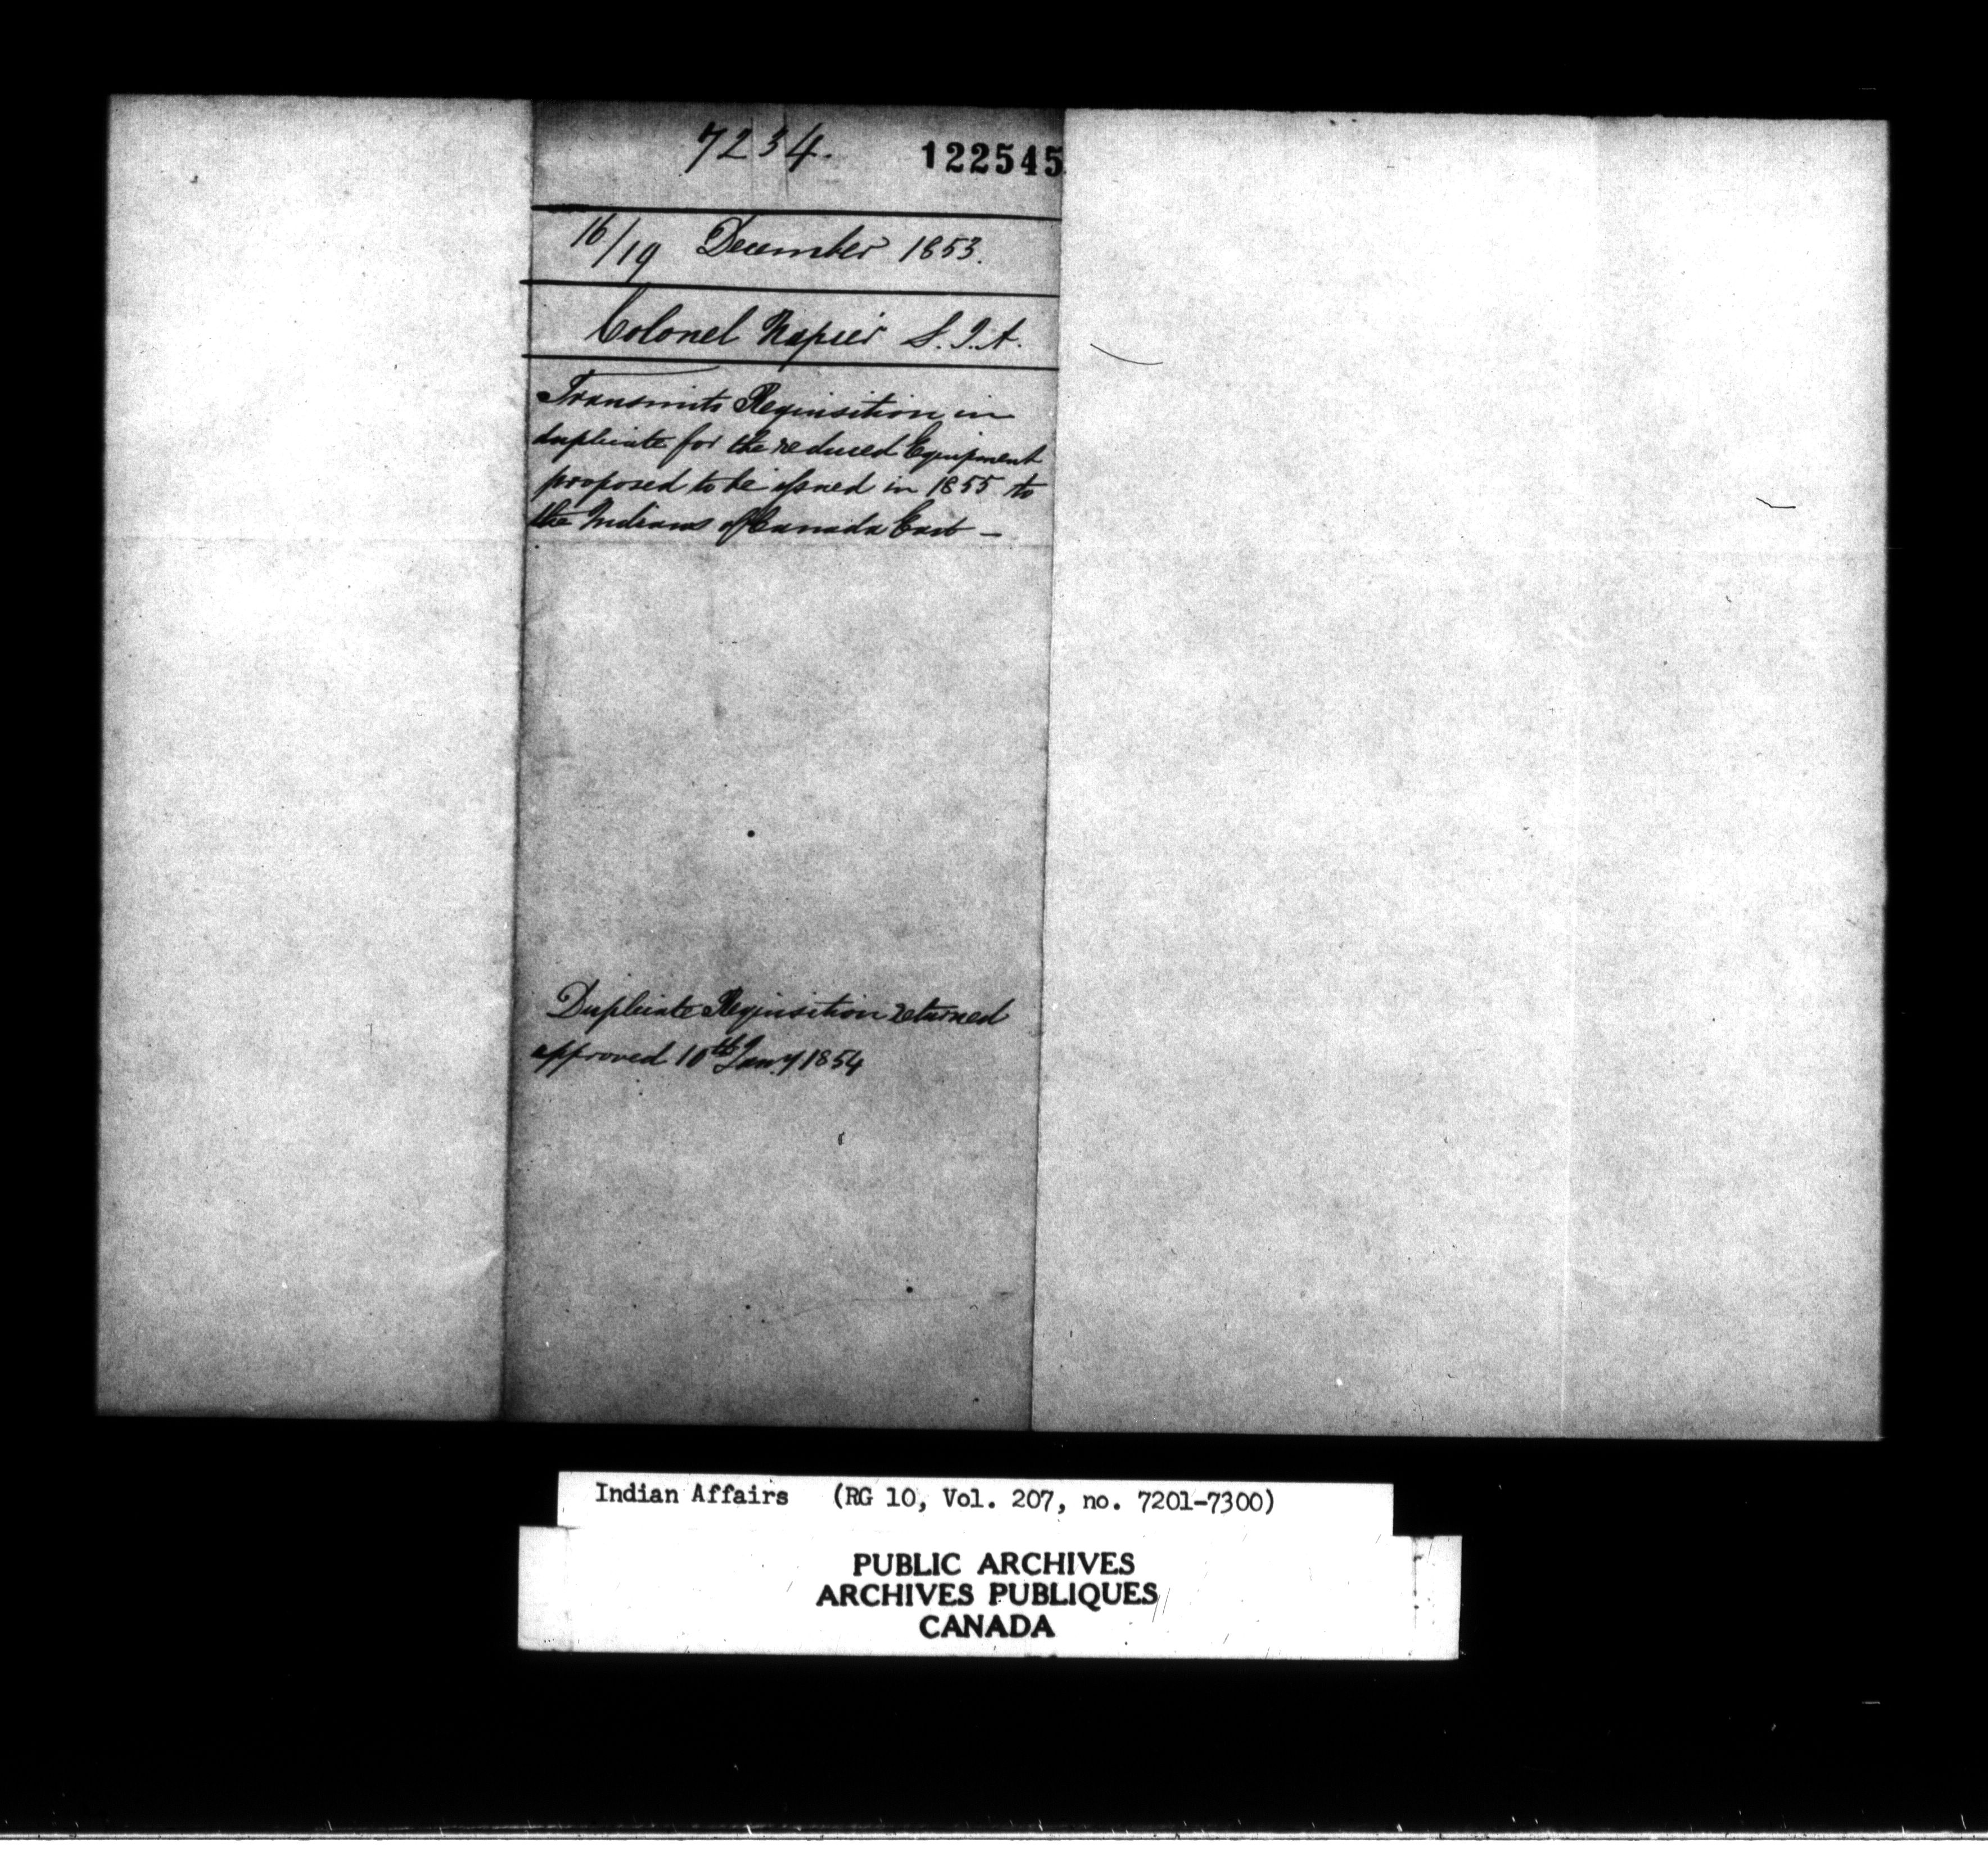 7234. 122545
16/19 December 1853.
Colonel Napier S.I.A.
Transmits Requisition in
duplicate for the reduced Equipment
proposed to be issued in 1855 to
the Indians of Canada East —
Duplicate Requisition returned
approved 10th Jany 1854
Indian Affairs (RG 10, Vol. 207, no. 7201-7300)
PUBLIC ARCHIVES
ARCHIVES PUBLIQUES
CANADA